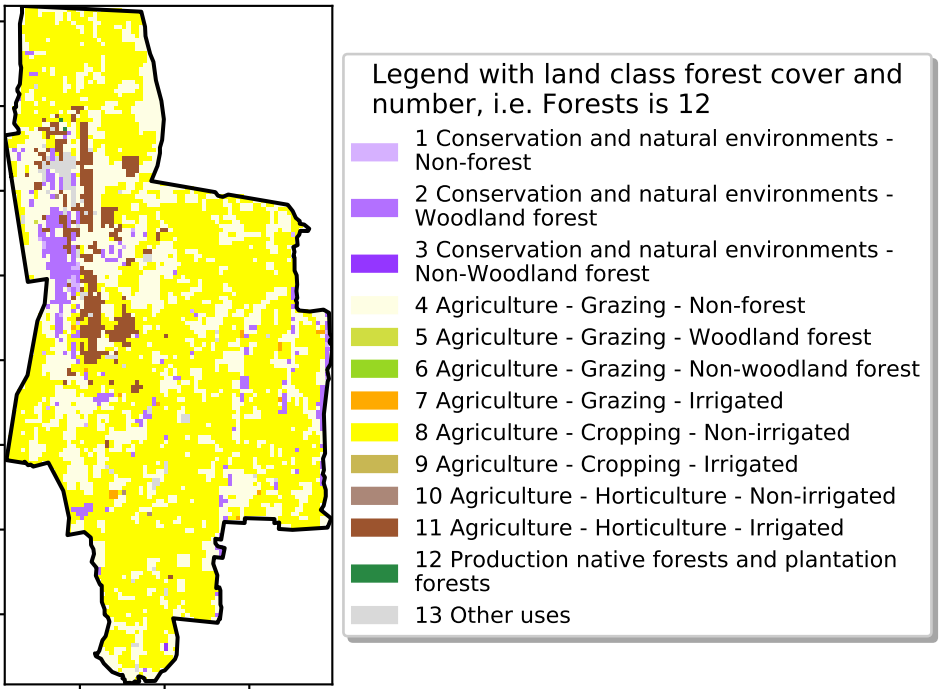 Legend with land class forest cover and
number, i.e. Forests is 12
1 Conservation and natural environments -
Non-forest
2 Conservation and natural environments -
Woodland forest
3 Conservation and natural environments -
Non-Woodland forest
4 Agriculture - Grazing - Non-forest
5 Agriculture - Grazing - Woodland forest
6 Agriculture - Grazing - Non-woodland forest
7 Agriculture - Grazing - Irrigated
8 Agriculture - Cropping - Non-irrigated
9 Agriculture - Cropping - Irrigated
10 Agriculture - Horticulture - Non-irrigated
11 Agriculture - Horticulture - Irrigated
12 Production native forests and plantation
forests
13 Other uses